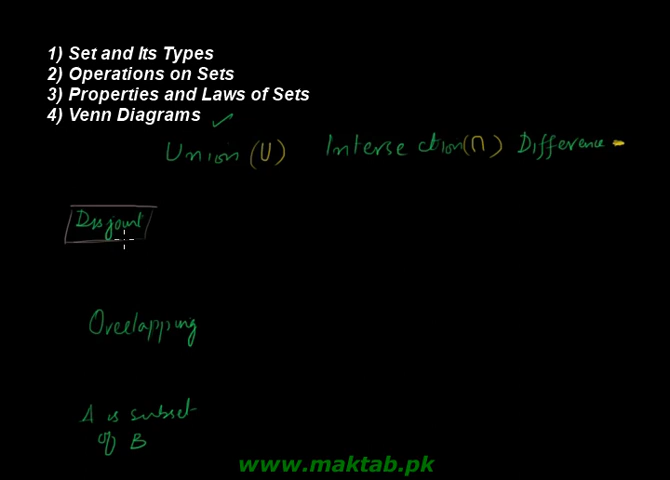 1) Set and Its Types
2) Operations on Sets
3) Properties and Laws of Sets
4) Venn Diagrams
Union (U) Intersection (∩) Difference -
Disjoint
Overlapping
A is subset
of B
www.maktab.pk